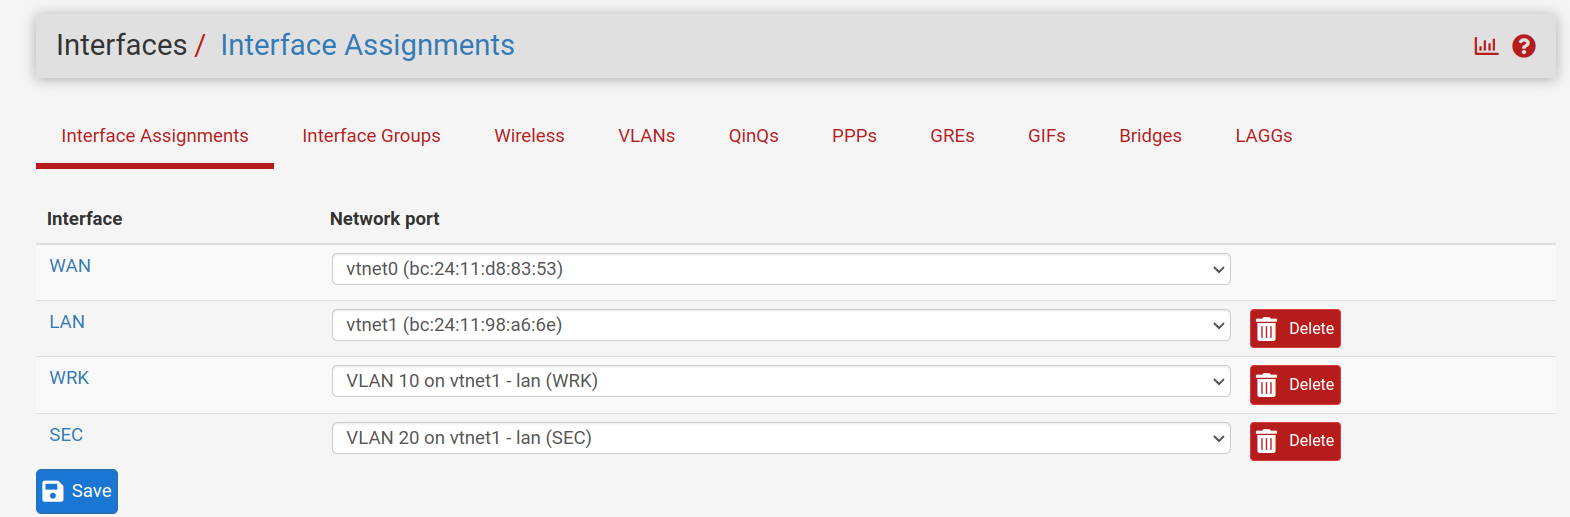 Interfaces / Interface Assignments
Interface Assignments Interface Groups Wireless VLANs QinQs PPPs GREs GIFs Bridges LAGGs
Interface Network port
WAN vtnet0 (bc:24:11:d8:83:53)
LAN vtnet1 (bc:24:11:98:a6:6e) Delete
WRK VLAN 10 on vtnet1 - lan (WRK) Delete
SEC VLAN 20 on vtnet1 - lan (SEC) Delete
Save